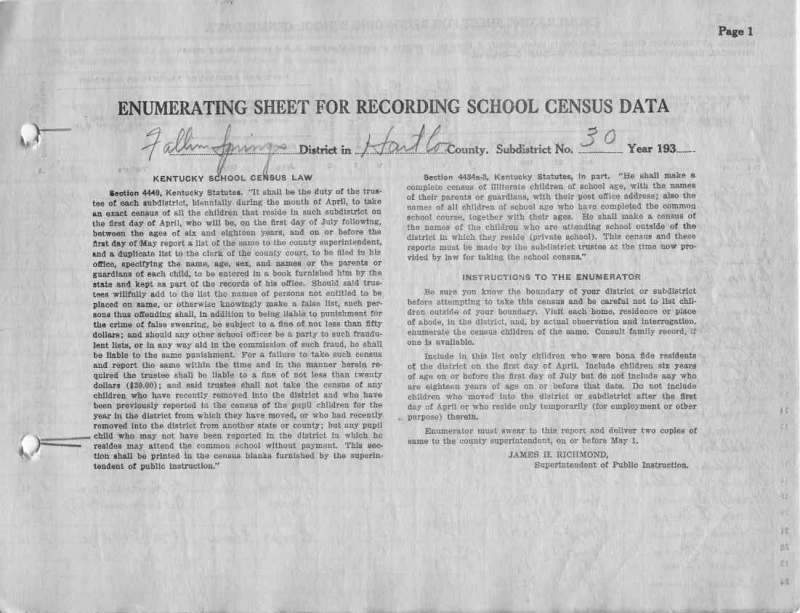 Page 1
ENUMERATING SHEET FOR RECORDING SCHOOL CENSUS DATA
Fallin Springs District in Hart Co County. Subdistrict No. 30 Year 193
KENTUCKY SCHOOL CENSUS LAW
Section 4449, Kentucky Statutes. "It shall be the duty of the trus-
tee of each subdistrict, biennially during the month of April, to take
an exact census of all the children that reside in such subdistrict on
the first day of April, who will be, on the first day of July following,
between the ages of six and eighteen years, and on or before the
first day of May report a list of the same to the county superintendent,
and a duplicate list to the clerk of the county court, to be filed in his
office, specifying the name, age, sex, and names or the parents or
guardians of each child, to be entered in a book furnished him by the
state and kept as part of the records of his office. Should said trus-
tees willfully add to the list the names of persons not entitled to be
placed on same, or otherwise knowingly make a false list, such per-
sons thus offending shall, in addition to being liable to punishment for
the crime of false swearing, be subject to a fine of not less than fifty
dollars; and should any other school officer be a party to such fraudu-
lent lists, or in any way aid in the commission of such fraud, he shall
be liable to the same punishment. For a failure to take such census
and report the same within the time and in the manner herein re-
quired the trustee shall be liable to a fine of not less than twenty
dollars ($20.00); and said trustee shall not take the census of any
children who have recently removed into the district and who have
been previously reported in the census of the pupil children for the
year in the district from which they have moved, or who had recently
removed into the district from another state or county; but any pupil
child who may not have been reported in the district in which he
resides may attend the common school without payment. This sec-
tion shall be printed in the census blanks furnished by the superin-
tendent of public instruction."
Section 4434a-3, Kentucky Statutes, in part. "He shall make a
complete census of illiterate children of school age, with the names
of their parents or guardians, with their post office address; also the
names of all children of school age who have completed the common
school course, together with their ages. He shall make a census of
the names of the children who are attending school outside of the
district in which they reside (private school). This census and these
reports must be made by the subdistrict trustee at the time now pro-
vided by law for taking the school census."
INSTRUCTIONS TO THE ENUMERATOR
Be sure you know the boundary of your district or subdistrict
before attempting to take this census and be careful not to list chil-
dren outside of your boundary. Visit each home, residence or place
of abode, in the district, and, by actual observation and interrogation,
enumerate the census children of the same. Consult family record, if
one is available.
Include in this list only children who were bona fide residents
of the district on the first day of April. Include children six years
of age on or before the first day of July but do not include any who
are eighteen years of age on or before that date. Do not include
children who moved into the district or subdistrict after the first
day of April or who reside only temporarily (for employment or other
purpose) therein.
Enumerator must swear to this report and deliver two copies of
same to the county superintendent, on or before May 1.
JAMES H. RICHMOND,
Superintendent of Public Instruction.